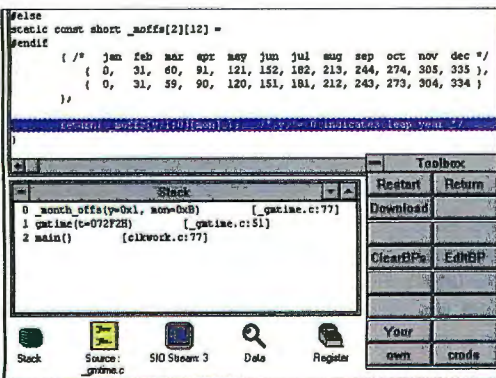 #else
static const short _moffs[2][12] =
#endif
{ /* jan feb mar apr may jun jul aug sep oct nov dec */
{ 0, 31, 60, 91, 121, 152, 182, 213, 244, 274, 305, 335 },
{ 0, 31, 59, 90, 120, 151, 181, 212, 243, 273, 304, 334 }
};
indicates leap year */
}
Toolbox
Restart Return
Download
ClearBPs EditBP
Your
own cmds
Stack
0 _month_offs(y=0x1, mon=0xB) [_gmtime.c:77]
1 gmtime(t=072F2H) [_gmtime.c:51]
2 main() [clkwork.c:77]
Stack
Source:
_gmtime.c
SIO Stream: 3
Data
Register